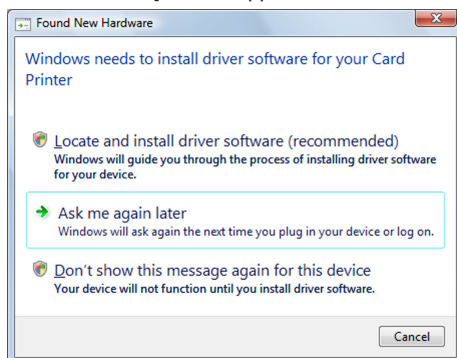 Found New Hardware
Windows needs to install driver software for your Card
Printer
Locate and install driver software (recommended)
Windows will guide you through the process of installing driver software
for your device.
Ask me again later
Windows will ask again the next time you plug in your device or log on.
Don't show this message again for this device
Your device will not function until you install driver software.
Cancel